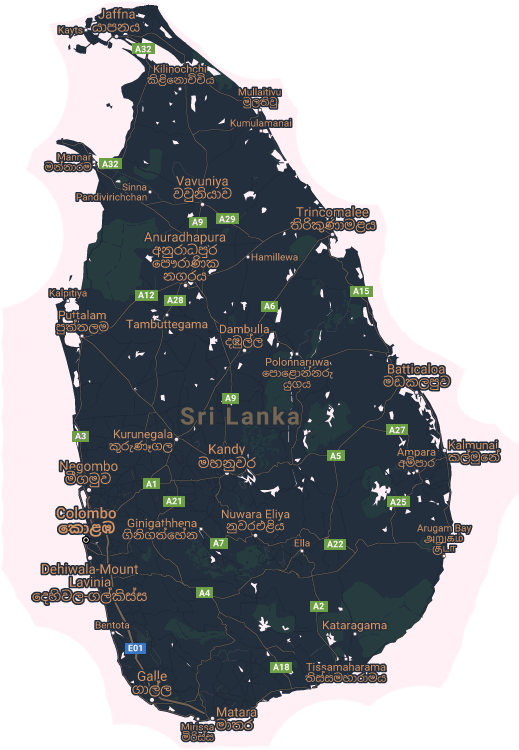 Jaffna
යාපනය
Kayts
A32
Kilinochchi
කිළිනොච්චිය
Mullaitivu
මුලතිව්
Kumulamanai
Mannar
මන්නාරම
A32
Vavuniya
වවුනියාව
Sinna
Pandivirichchan
A9
A29
Trincomalee
තිරිකුණාමළය
Anuradhapura
අනුරාධපුර
පෞරාණික
නගරය
Hamillewa
Kalpitiya
A12
A28
A6
A15
Puttalam
පුත්තලම
Tambuttegama
Dambulla
දඹුල්ල
Polonnaruwa
පොළොන්නරු
යුගය
Batticaloa
මඩකලපුව
A9
Sri Lanka
A3
Kurunegala
කුරුණෑගල
A27
Kandy
මහනුවර
A5
Kalmunai
කල්මුනේ
Ampara
අම්පාර
Negombo
මීගමුව
A1
A21
A25
Colombo
කොළඹ
Ginigathhena
ගිනිගත්හේන
Nuwara Eliya
නුවරඑළිය
A7
Ella
A22
Arugam Bay
அறுகம்
குடா
Dehiwala-Mount
Lavinia
දෙහිවල-ගල්කිස්ස
A4
A2
Bentota
Kataragama
E01
A18
Tissamaharama
තිස්සමහාරාමය
Galle
ගාල්ල
Matara
මාතර
Mirissa
මිරිස්ස